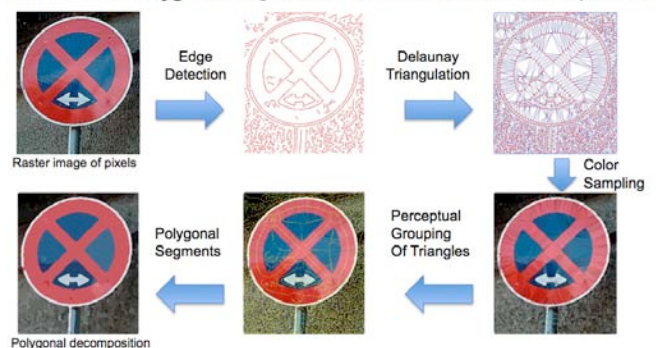 Edge
Detection
Delaunay
Triangulation
Raster image of pixels
Color
Sampling
Polygonal
Segments
Perceptual
Grouping
Of Triangles
Polygonal decomposition